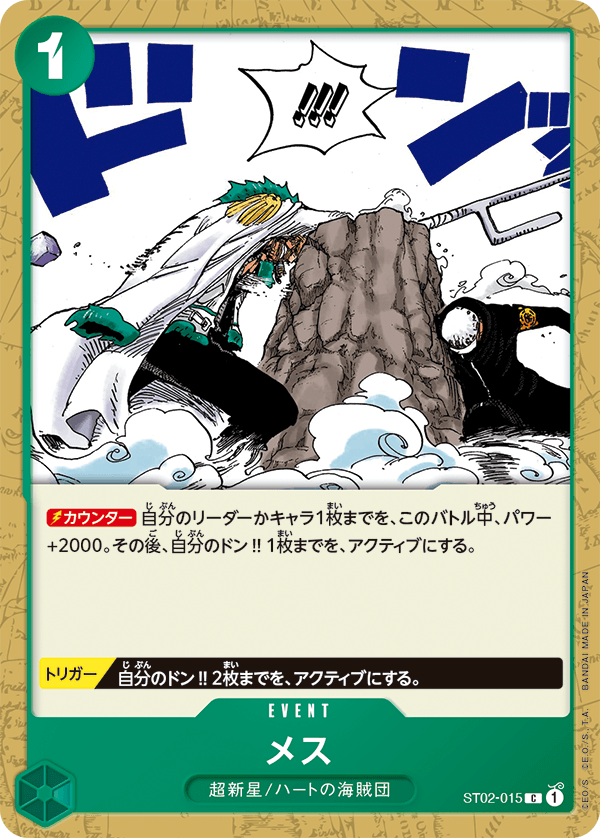 1
ドンッ
!!!
カウンター 自分のリーダーかキャラ1枚までを、このバトル中、パワー
+2000。その後、自分のドン!!1枚までを、アクティブにする。
トリガー 自分のドン!!2枚までを、アクティブにする。
EVENT
メス
超新星/ハートの海賊団
ST02-015 C 1
©E.O/S., ©E.O./S.,T.A. BANDAI MADE IN JAPAN